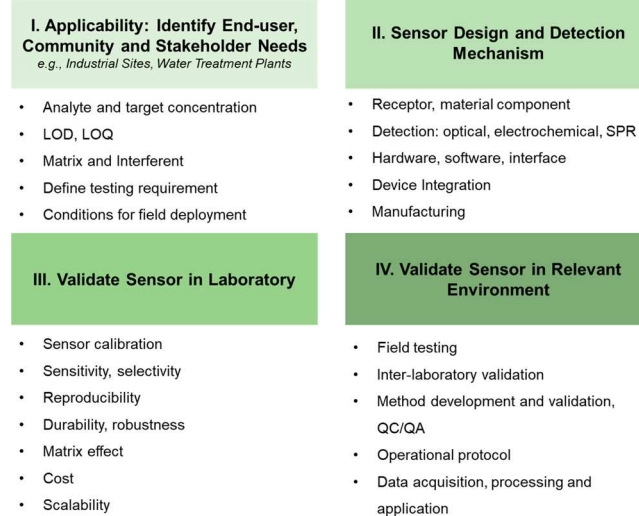 I. Applicability: Identify End-user,
Community and Stakeholder Needs
e.g., Industrial Sites, Water Treatment Plants
• Analyte and target concentration
• LOD, LOQ
• Matrix and Interferent
• Define testing requirement
• Conditions for field deployment
II. Sensor Design and Detection
Mechanism
• Receptor, material component
• Detection: optical, electrochemical, SPR
• Hardware, software, interface
• Device Integration
• Manufacturing
III. Validate Sensor in Laboratory
• Sensor calibration
• Sensitivity, selectivity
• Reproducibility
• Durability, robustness
• Matrix effect
• Cost
• Scalability
IV. Validate Sensor in Relevant
Environment
• Field testing
• Inter-laboratory validation
• Method development and validation,
QC/QA
• Operational protocol
• Data acquisition, processing and
application